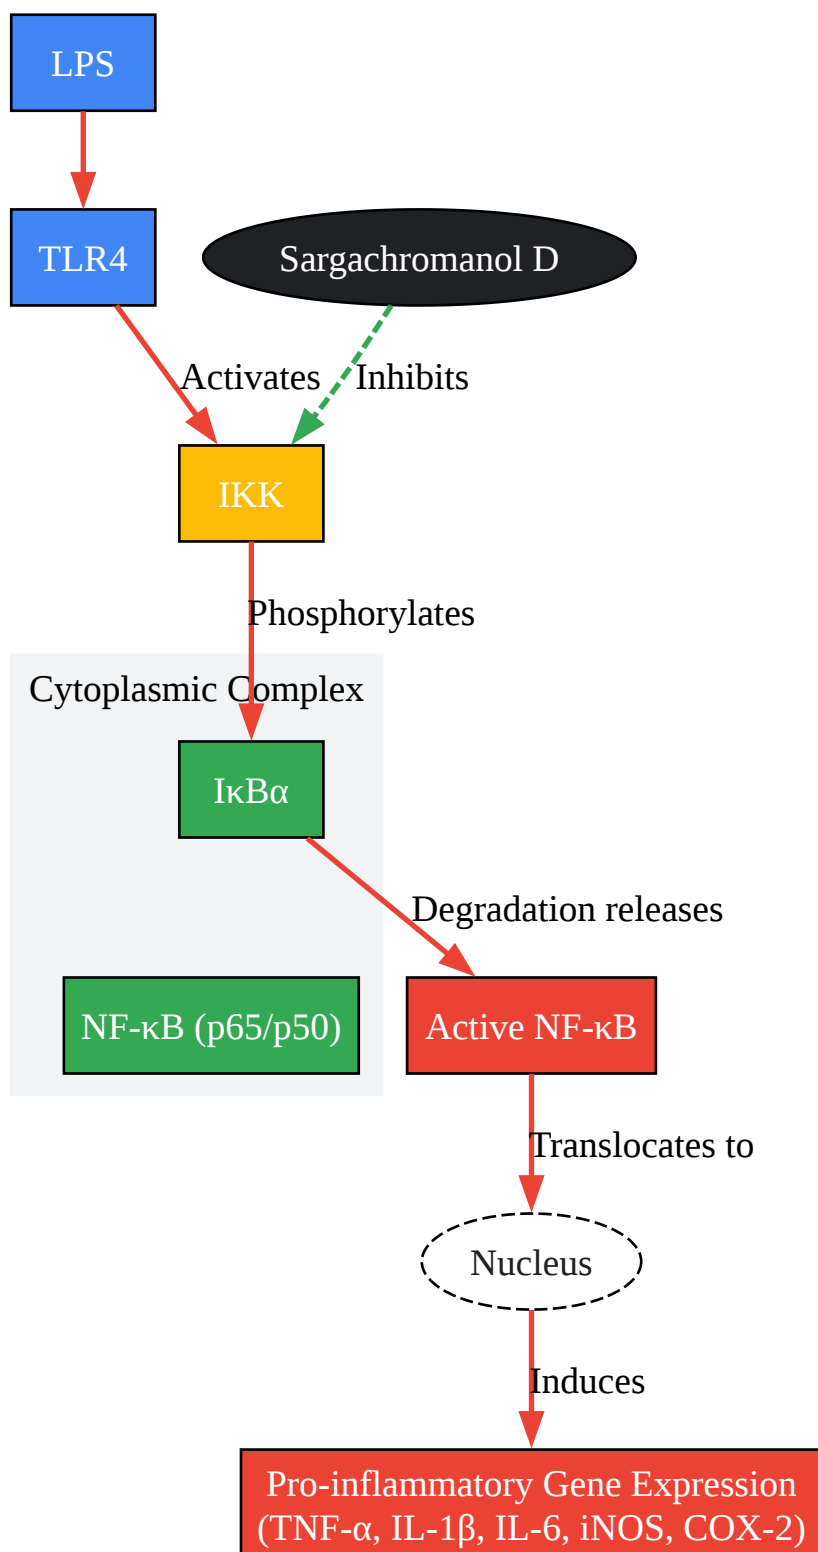 LPS
TLR4
Sargachromanol D
Activates
Inhibits
IKK
Phosphorylates
Cytoplasmic Complex
IκBα
Degradation releases
NF-κB (p65/p50)
Active NF-κB
Translocates to
Nucleus
Induces
Pro-inflammatory Gene Expression
(TNF-α, IL-1β, IL-6, iNOS, COX-2)